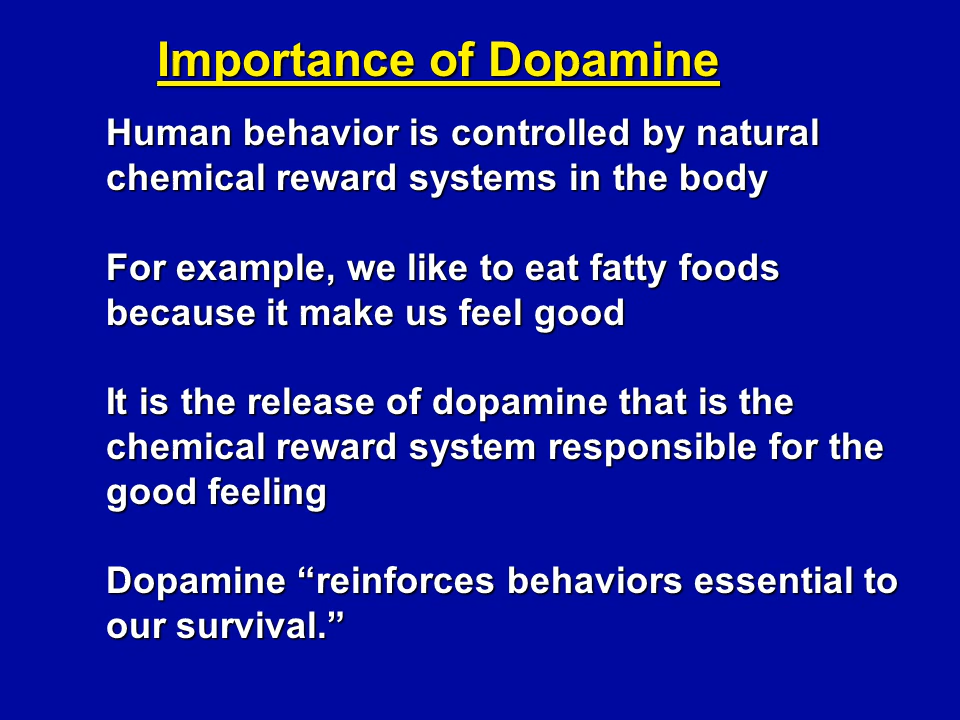 Importance of Dopamine
Human behavior is controlled by natural
chemical reward systems in the body
For example, we like to eat fatty foods
because it make us feel good
It is the release of dopamine that is the
chemical reward system responsible for the
good feeling
Dopamine “reinforces behaviors essential to
our survival.”